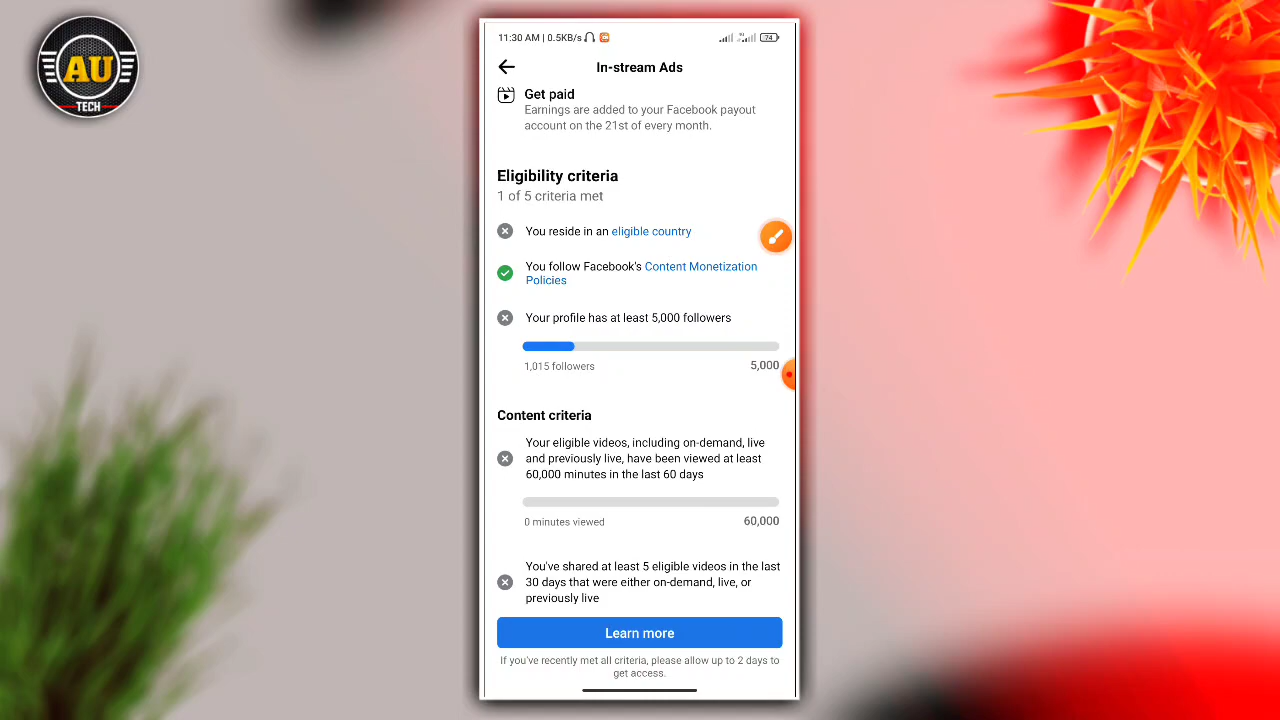 AU
TECH
11:30 AM | 0.5KB/s
74
In-stream Ads
Get paid
Earnings are added to your Facebook payout
account on the 21st of every month.
Eligibility criteria
1 of 5 criteria met
You reside in an eligible country
You follow Facebook's Content Monetization
Policies
Your profile has at least 5,000 followers
1,015 followers
5,000
Content criteria
Your eligible videos, including on-demand, live
and previously live, have been viewed at least
60,000 minutes in the last 60 days
0 minutes viewed
60,000
You've shared at least 5 eligible videos in the last
30 days that were either on-demand, live, or
previously live
Learn more
If you've recently met all criteria, please allow up to 2 days to
get access.